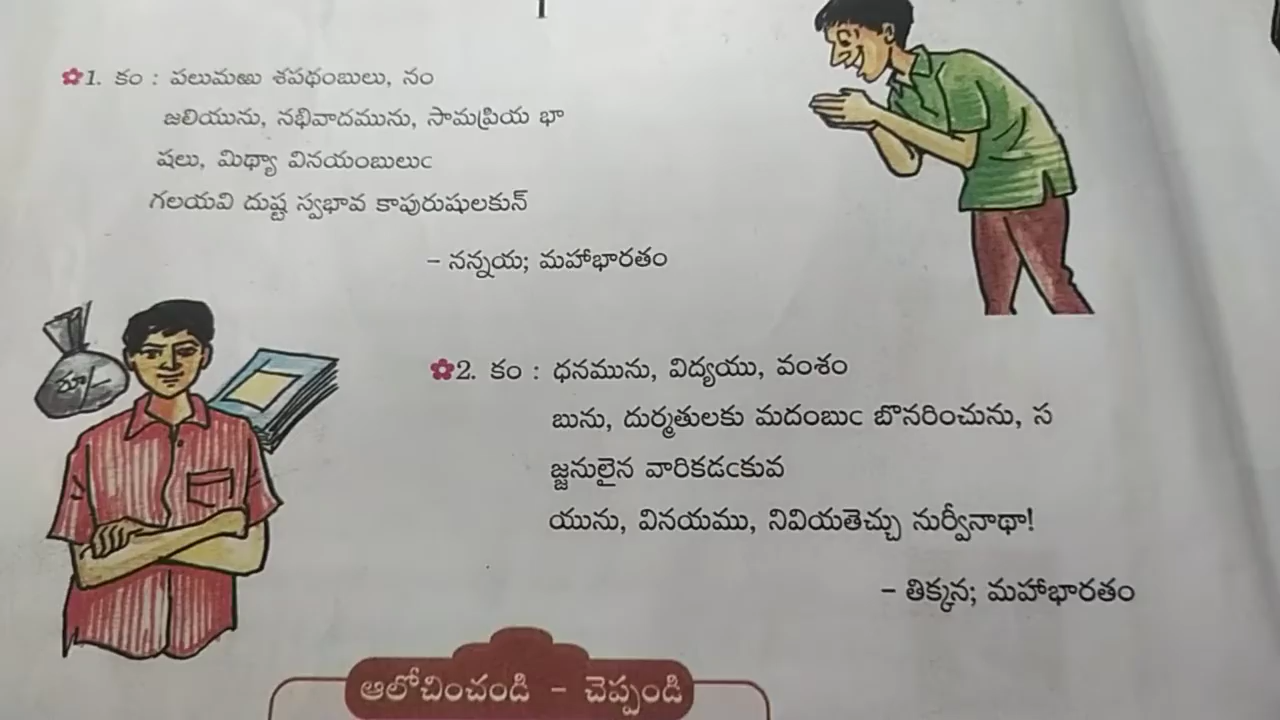 1. కం : పలుమఱు శపథంబులు, నం
జలియును, నభివాదమును, సామప్రియ భా
షలు, మిథ్యా వినయంబులుఁ
గలయవి దుష్ట స్వభావ కాపురుషులకున్
– నన్నయ; మహాభారతం
రూ/–
2. కం : ధనమును, విద్యయు, వంశం
బును, దుర్మతులకు మదంబుఁ బొనరించును, స
జ్జనులైన వారికడఁకువ
యును, వినయము, నివియతెచ్చు నుర్వీనాథా!
– తిక్కన; మహాభారతం
ఆలోచించండి – చెప్పండి